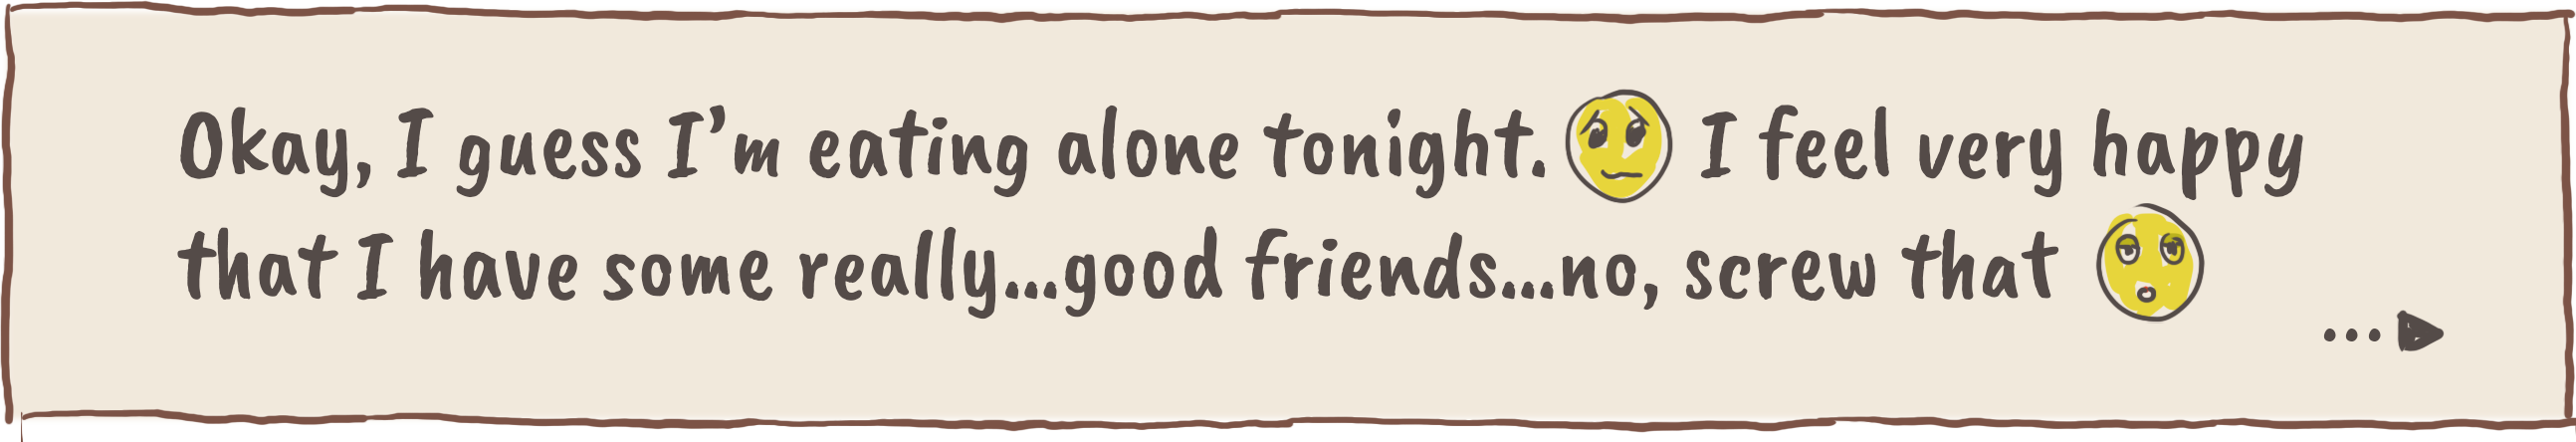 Okay, I guess I'm eating alone tonight. I feel very happy
that I have some really...good friends...no, screw that
...